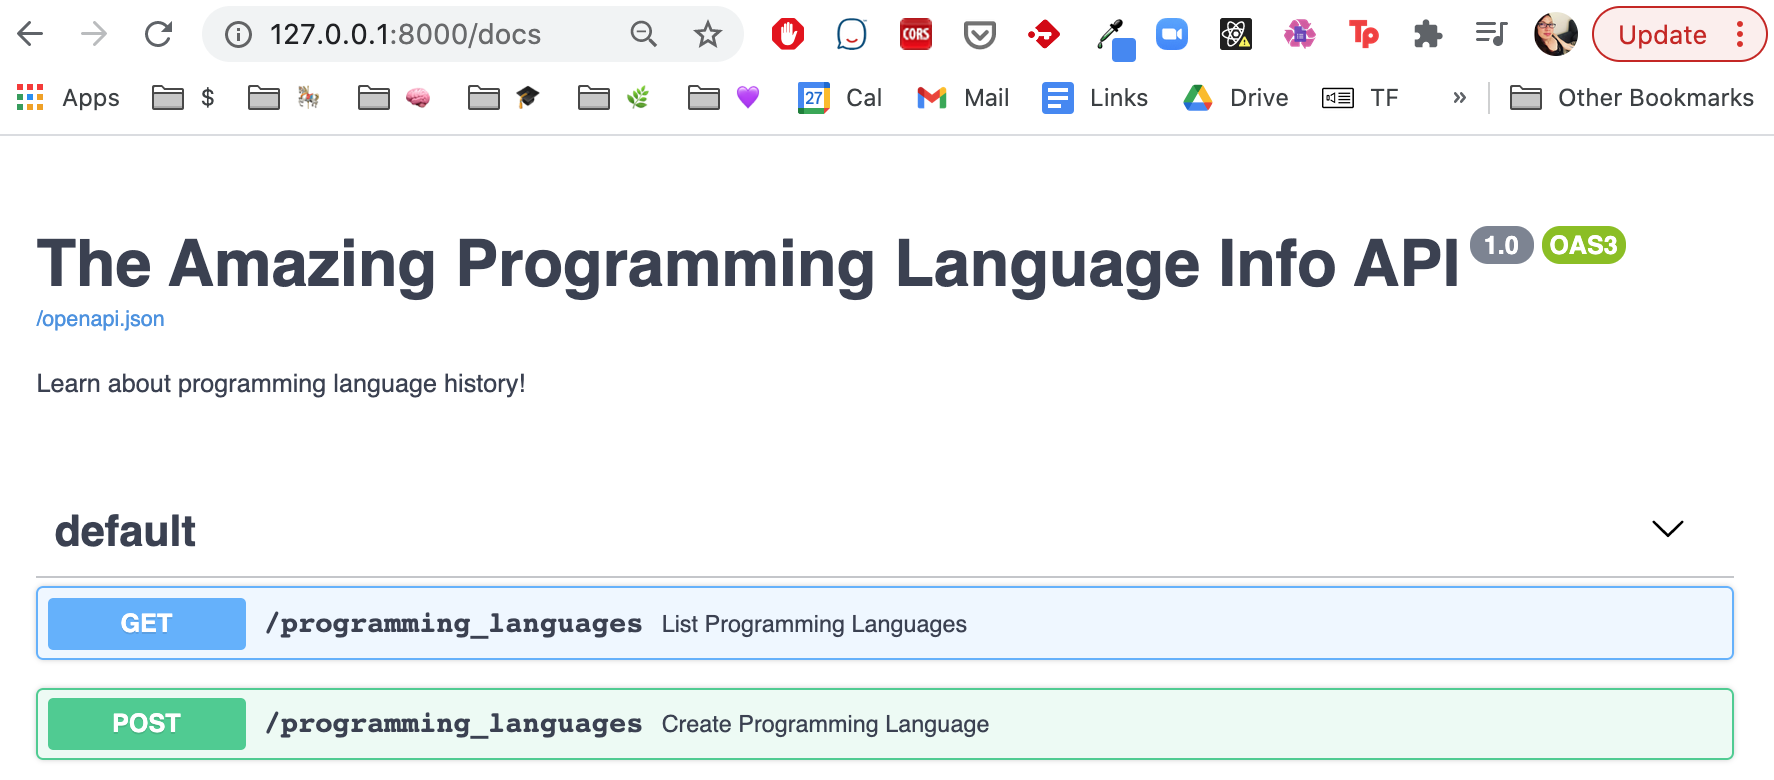 127.0.0.1:8000/docs CORS Tp Update
Apps $ 27 Cal Mail Links Drive TF » Other Bookmarks
The Amazing Programming Language Info API 1.0 OAS3
/openapi.json
Learn about programming language history!
default
GET /programming_languages List Programming Languages
POST /programming_languages Create Programming Language